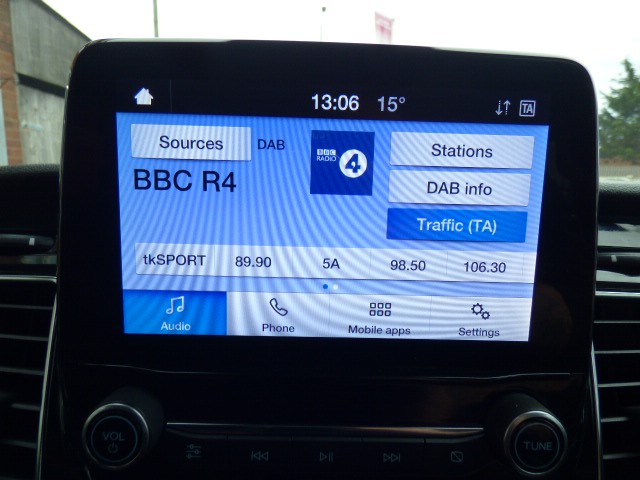 13:06 15° TA
Sources DAB BBC RADIO 4 Stations
BBC R4 DAB info
Traffic (TA)
tkSPORT 89.90 5A 98.50 106.30
Audio Phone Mobile apps Settings
VOL TUNE